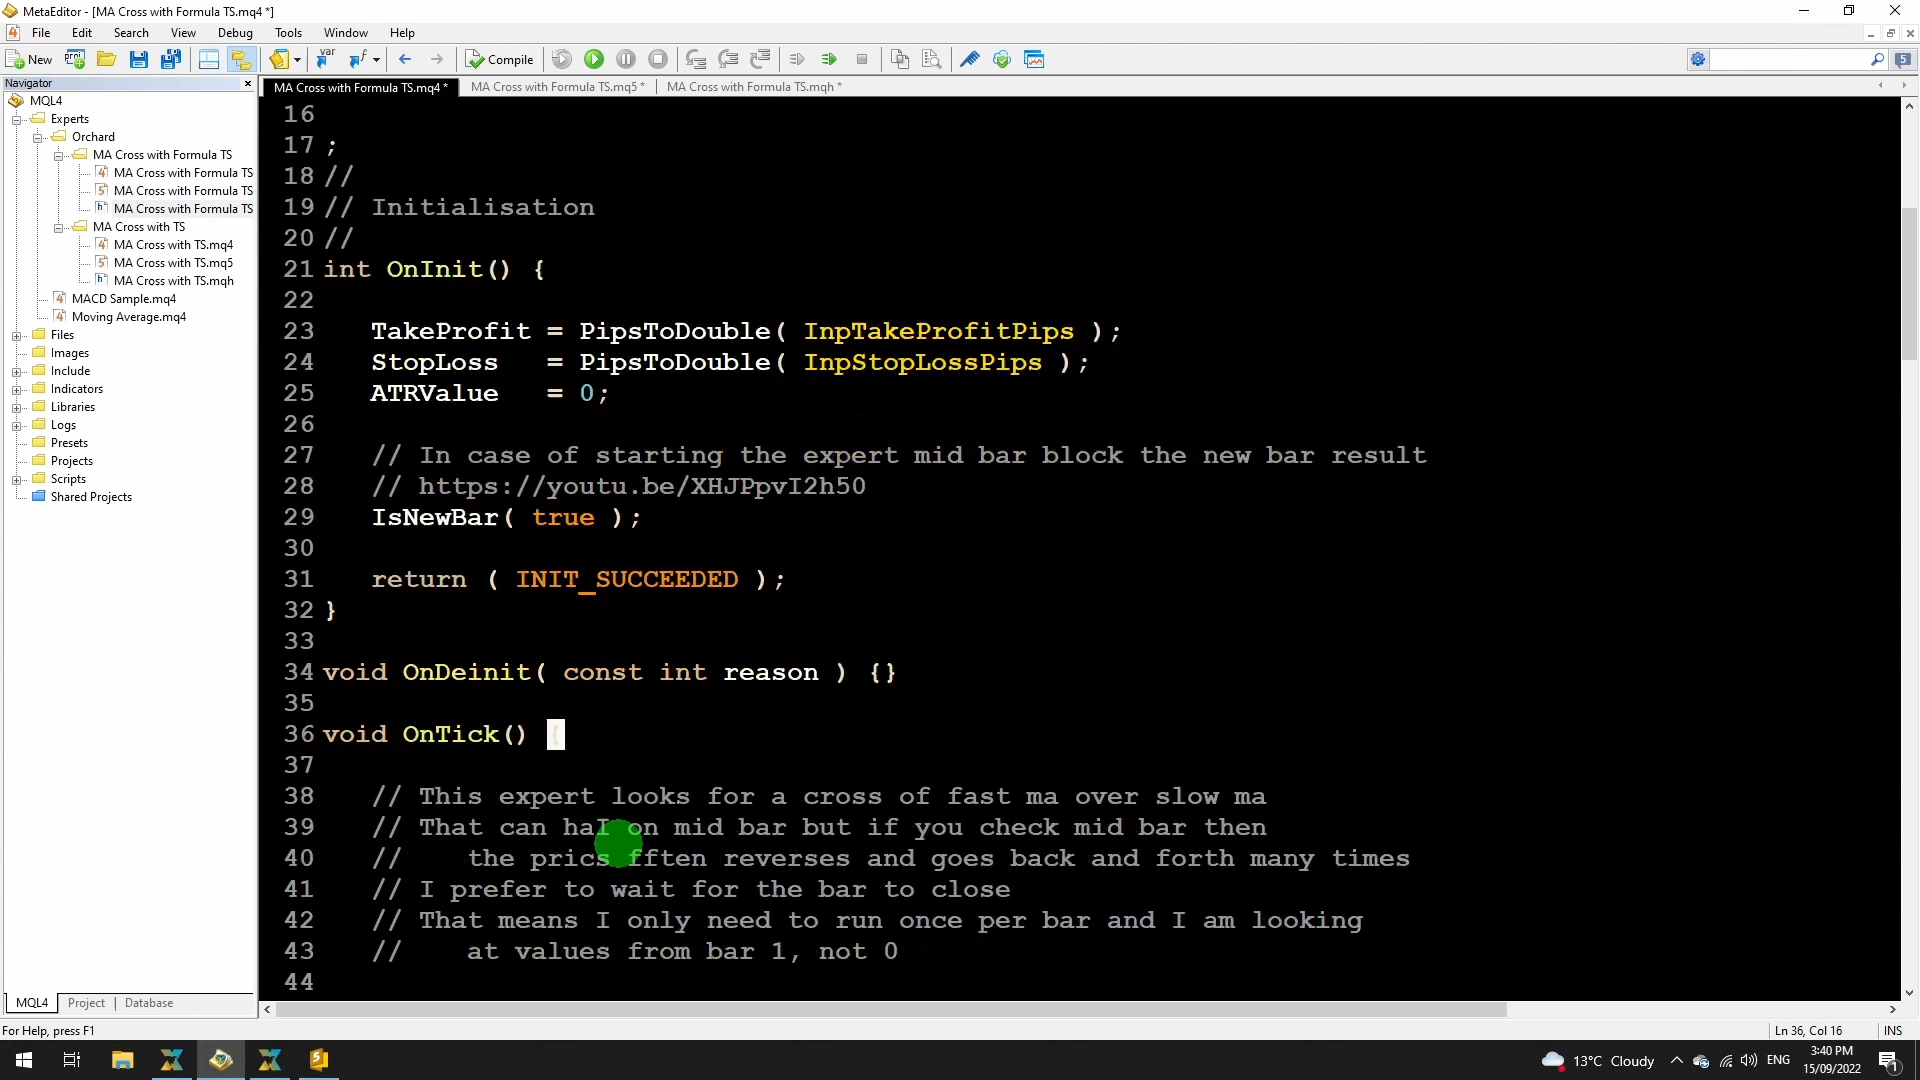 MetaEditor - [MA Cross with Formula TS.mq4 *]
File Edit Search View Debug Tools Window Help
New Compile
Navigator
MQL4
Experts
Orchard
MA Cross with Formula TS
MA Cross with Formula TS
MA Cross with Formula TS
MA Cross with Formula TS
MA Cross with TS
MA Cross with TS.mq4
MA Cross with TS.mq5
MA Cross with TS.mqh
MACD Sample.mq4
Moving Average.mq4
Files
Images
Include
Indicators
Libraries
Logs
Presets
Projects
Scripts
Shared Projects
MQL4 Project Database
MA Cross with Formula TS.mq4 * MA Cross with Formula TS.mq5 * MA Cross with Formula TS.mqh *
16
17 ;
18 //
19 // Initialisation
20 //
21 int OnInit() {
22
23 TakeProfit = PipsToDouble( InpTakeProfitPips );
24 StopLoss = PipsToDouble( InpStopLossPips );
25 ATRValue = 0;
26
27 // In case of starting the expert mid bar block the new bar result
28 // https://youtu.be/XHJPpvI2h50
29 IsNewBar( true );
30
31 return ( INIT_SUCCEEDED );
32 }
33
34 void OnDeinit( const int reason ) {}
35
36 void OnTick() {
37
38 // This expert looks for a cross of fast ma over slow ma
39 // That can on mid bar but if you check mid bar then
40 // the reverses and goes back and forth many times
41 // I prefer to wait for the bar to close
42 // That means I only need to run once per bar and I am looking
43 // at values from bar 1, not 0
44
For Help, press F1
Ln 36, Col 16 INS
13°C Cloudy ENG
3:40 PM
15/09/2022